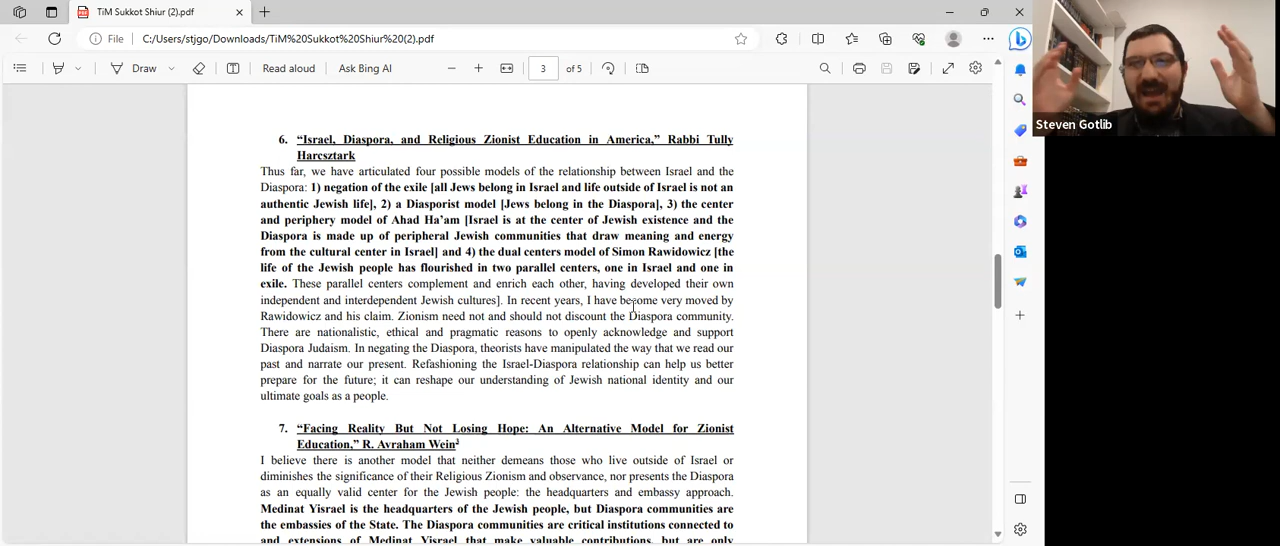 TiM Sukkot Shiur (2).pdf
File
C:/Users/stjgo/Downloads/TiM%20Sukkot%20Shiur%20(2).pdf
Draw
Read aloud
Ask Bing AI
3
of 5
Steven Gotlib
6. “Israel, Diaspora, and Religious Zionist Education in America,” Rabbi Tully
Harcsztark
Thus far, we have articulated four possible models of the relationship between Israel and the
Diaspora: 1) negation of the exile [all Jews belong in Israel and life outside of Israel is not an
authentic Jewish life], 2) a Diasporist model [Jews belong in the Diaspora], 3) the center
and periphery model of Ahad Ha’am [Israel is at the center of Jewish existence and the
Diaspora is made up of peripheral Jewish communities that draw meaning and energy
from the cultural center in Israel] and 4) the dual centers model of Simon Rawidowicz [the
life of the Jewish people has flourished in two parallel centers, one in Israel and one in
exile. These parallel centers complement and enrich each other, having developed their own
independent and interdependent Jewish cultures]. In recent years, I have become very moved by
Rawidowicz and his claim. Zionism need not and should not discount the Diaspora community.
There are nationalistic, ethical and pragmatic reasons to openly acknowledge and support
Diaspora Judaism. In negating the Diaspora, theorists have manipulated the way that we read our
past and narrate our present. Refashioning the Israel-Diaspora relationship can help us better
prepare for the future; it can reshape our understanding of Jewish national identity and our
ultimate goals as a people.
7. “Facing Reality But Not Losing Hope: An Alternative Model for Zionist
Education,” R. Avraham Wein3
I believe there is another model that neither demeans those who live outside of Israel or
diminishes the significance of their Religious Zionism and observance, nor presents the Diaspora
as an equally valid center for the Jewish people: the headquarters and embassy approach.
Medinat Yisrael is the headquarters of the Jewish people, but Diaspora communities are
the embassies of the State. The Diaspora communities are critical institutions connected to
and extensions of Medinat Yisrael that make valuable contributions, but are only